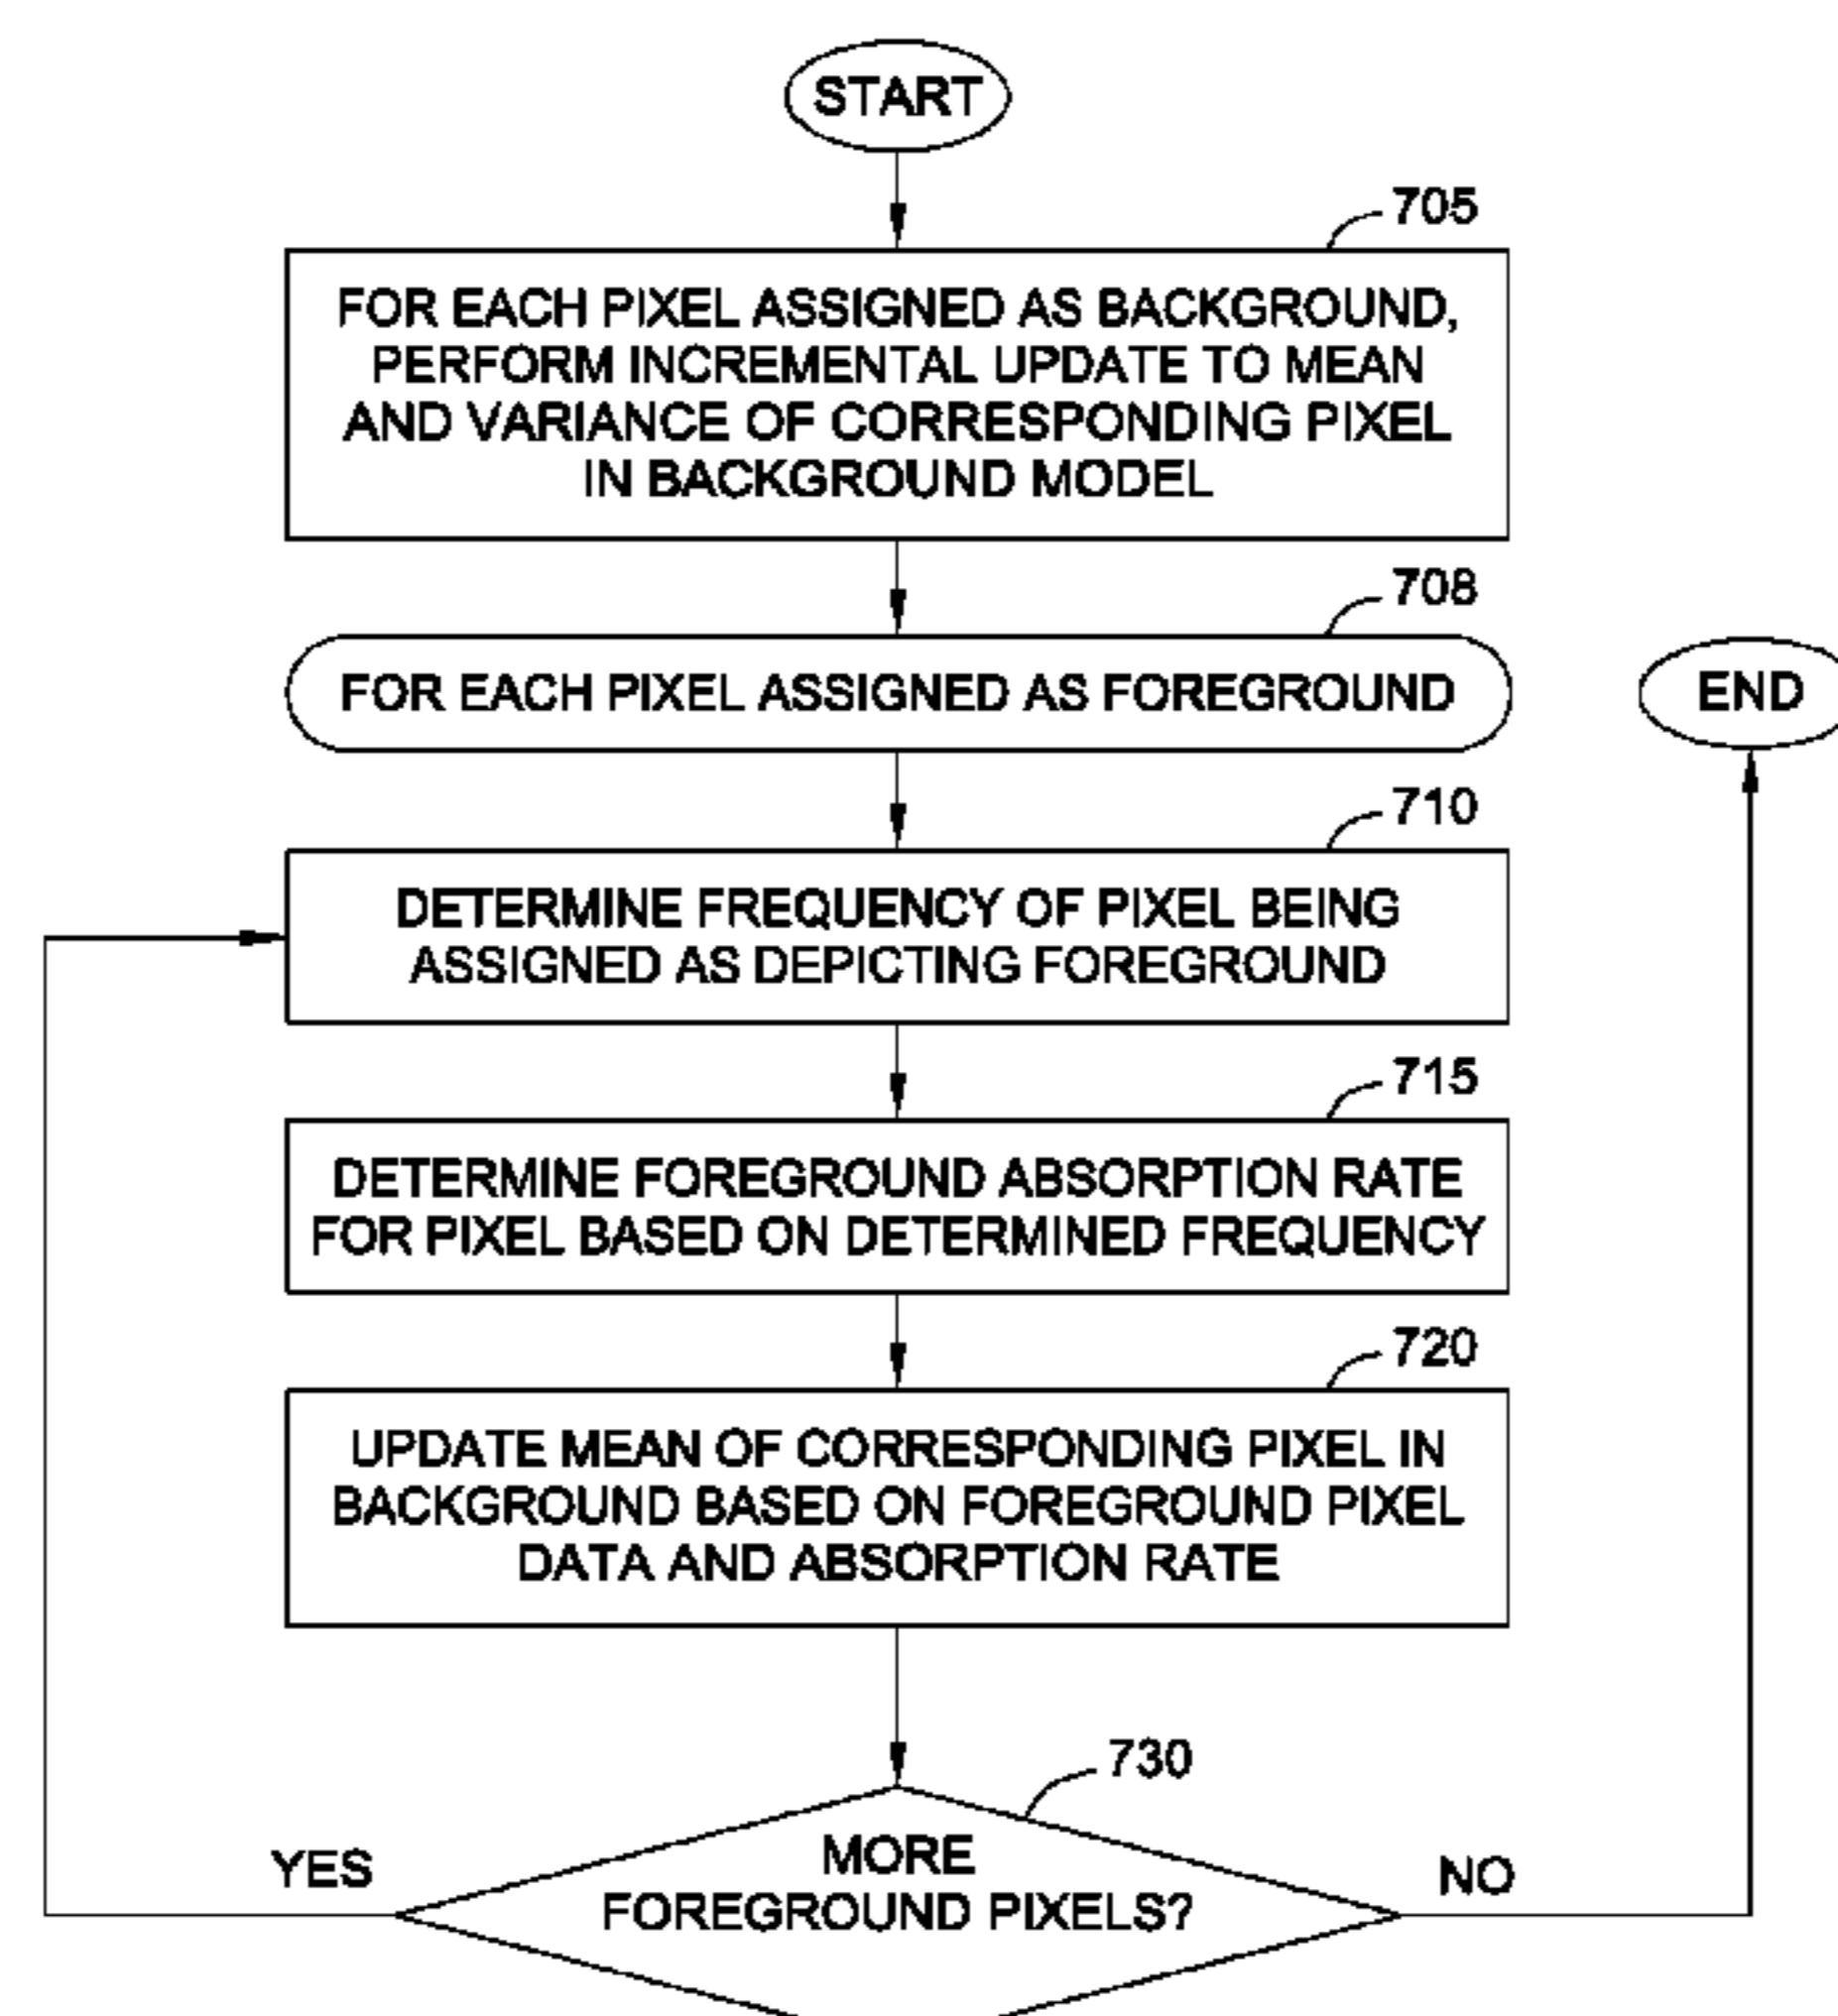 START
705
FOR EACH PIXEL ASSIGNED AS BACKGROUND,
PERFORM INCREMENTAL UPDATE TO MEAN
AND VARIANCE OF CORRESPONDING PIXEL
IN BACKGROUND MODEL
708
FOR EACH PIXEL ASSIGNED AS FOREGROUND
END
710
DETERMINE FREQUENCY OF PIXEL BEING
ASSIGNED AS DEPICTING FOREGROUND
715
DETERMINE FOREGROUND ABSORPTION RATE
FOR PIXEL BASED ON DETERMINED FREQUENCY
720
UPDATE MEAN OF CORRESPONDING PIXEL IN
BACKGROUND BASED ON FOREGROUND PIXEL
DATA AND ABSORPTION RATE
730
YES
MORE
FOREGROUND PIXELS?
NO